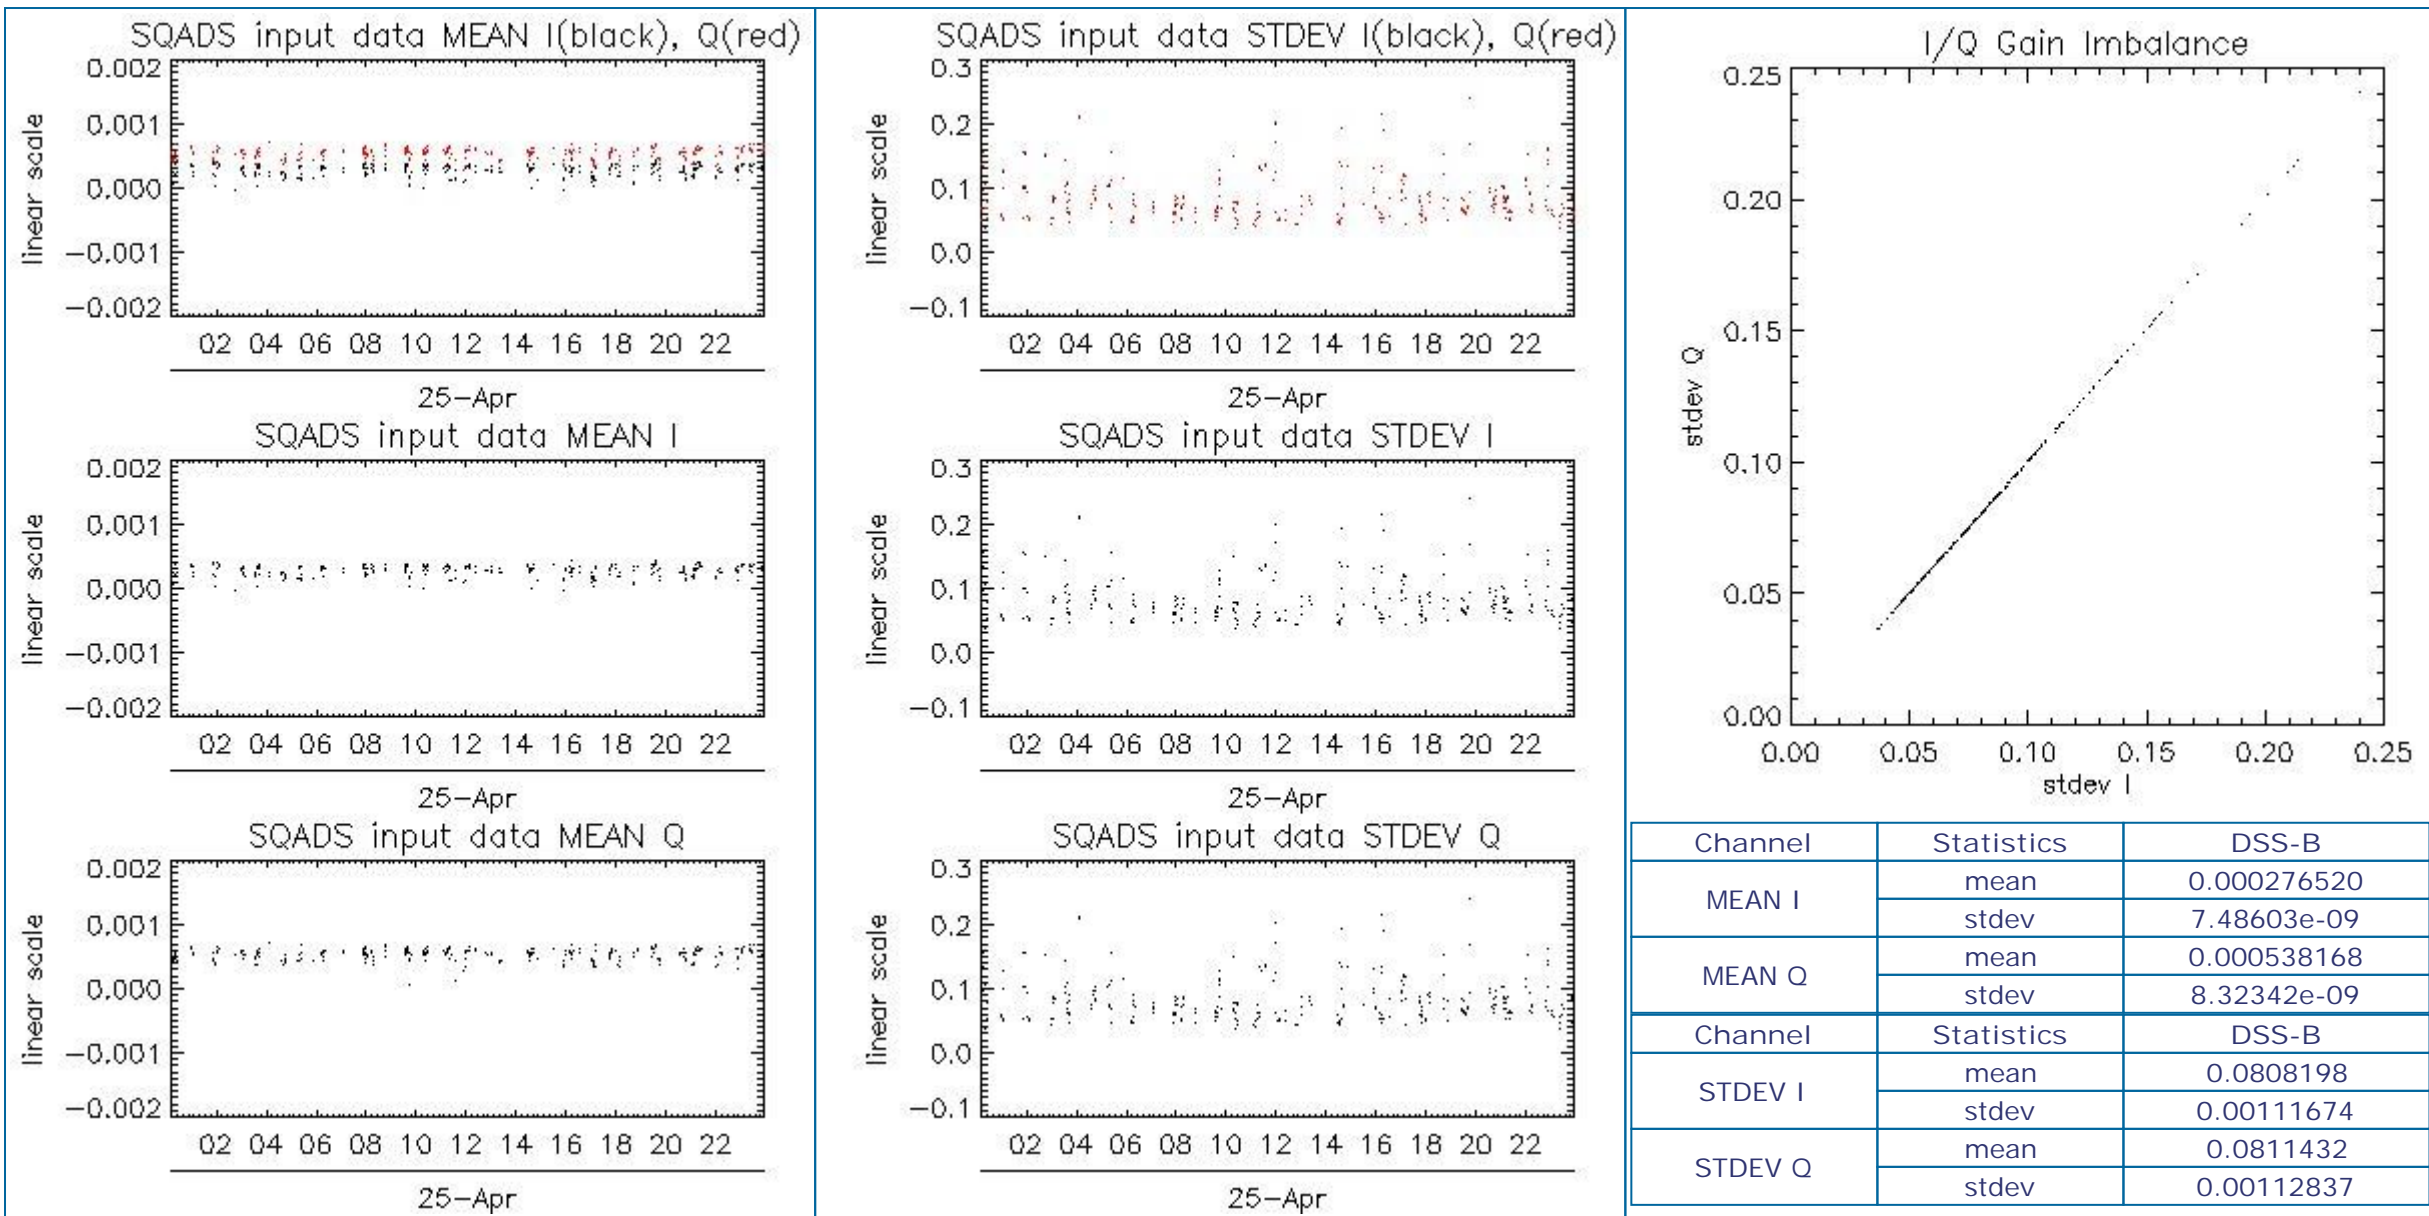 SQADS input data MEAN I(black), Q(red)
linear scale
0.002
0.001
0.000
-0.001
-0.002
02 04 06 08 10 12 14 16 18 20 22
25-Apr
SQADS input data MEAN I
linear scale
0.002
0.001
0.000
-0.001
-0.002
02 04 06 08 10 12 14 16 18 20 22
25-Apr
SQADS input data MEAN Q
linear scale
0.002
0.001
0.000
-0.001
-0.002
02 04 06 08 10 12 14 16 18 20 22
25-Apr
SQADS input data STDEV I(black), Q(red)
linear scale
0.3
0.2
0.1
0.0
-0.1
02 04 06 08 10 12 14 16 18 20 22
25-Apr
SQADS input data STDEV I
linear scale
0.3
0.2
0.1
0.0
-0.1
02 04 06 08 10 12 14 16 18 20 22
25-Apr
SQADS input data STDEV Q
linear scale
0.3
0.2
0.1
0.0
-0.1
02 04 06 08 10 12 14 16 18 20 22
25-Apr
I/Q Gain Imbalance
stdev Q
0.25
0.20
0.15
0.10
0.05
0.00
0.00 0.05 0.10 0.15 0.20 0.25
stdev I
Channel Statistics DSS-B
MEAN I mean 0.000276520
stdev 7.48603e-09
MEAN Q mean 0.000538168
stdev 8.32342e-09
Channel Statistics DSS-B
STDEV I mean 0.0808198
stdev 0.00111674
STDEV Q mean 0.0811432
stdev 0.00112837